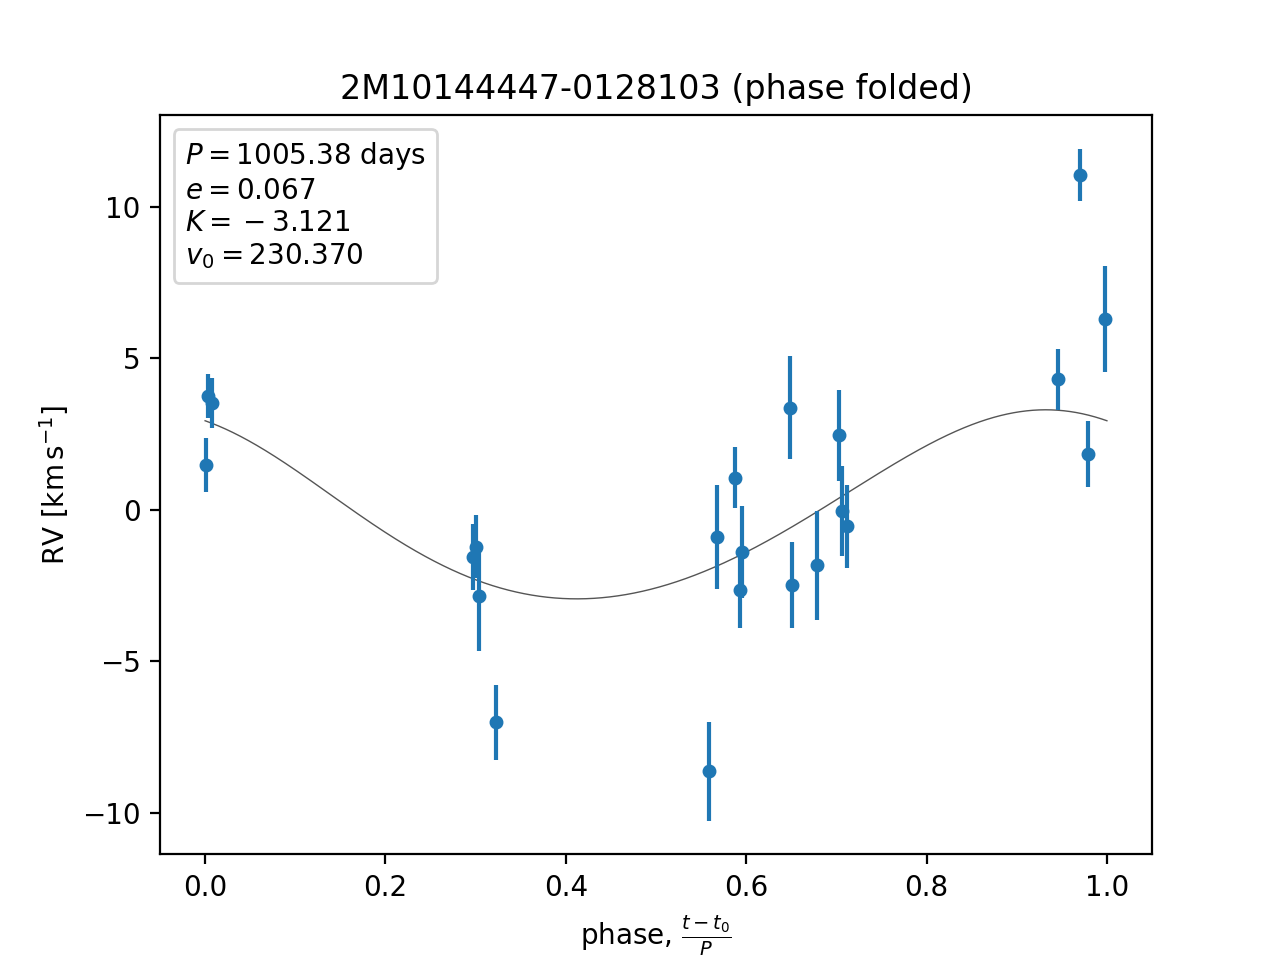 2M10144447-0128103 (phase folded)
P = 1005.38 days
e = 0.067
K = − 3.121
v₀ = 230.370
10
5
0
−5
−10
RV [km s⁻¹]
0.0 0.2 0.4 0.6 0.8 1.0
phase, (t − t₀)/P